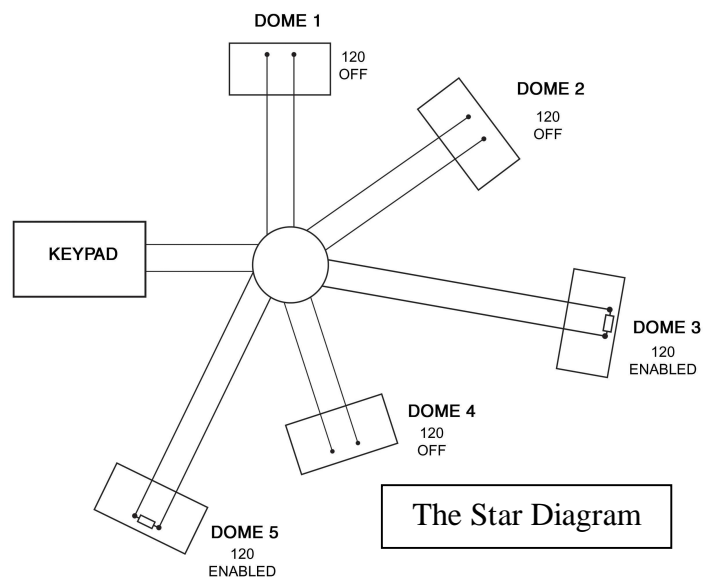 DOME 1
120
OFF
DOME 2
120
OFF
KEYPAD
DOME 3
120
ENABLED
DOME 4
120
OFF
DOME 5
120
ENABLED
The Star Diagram